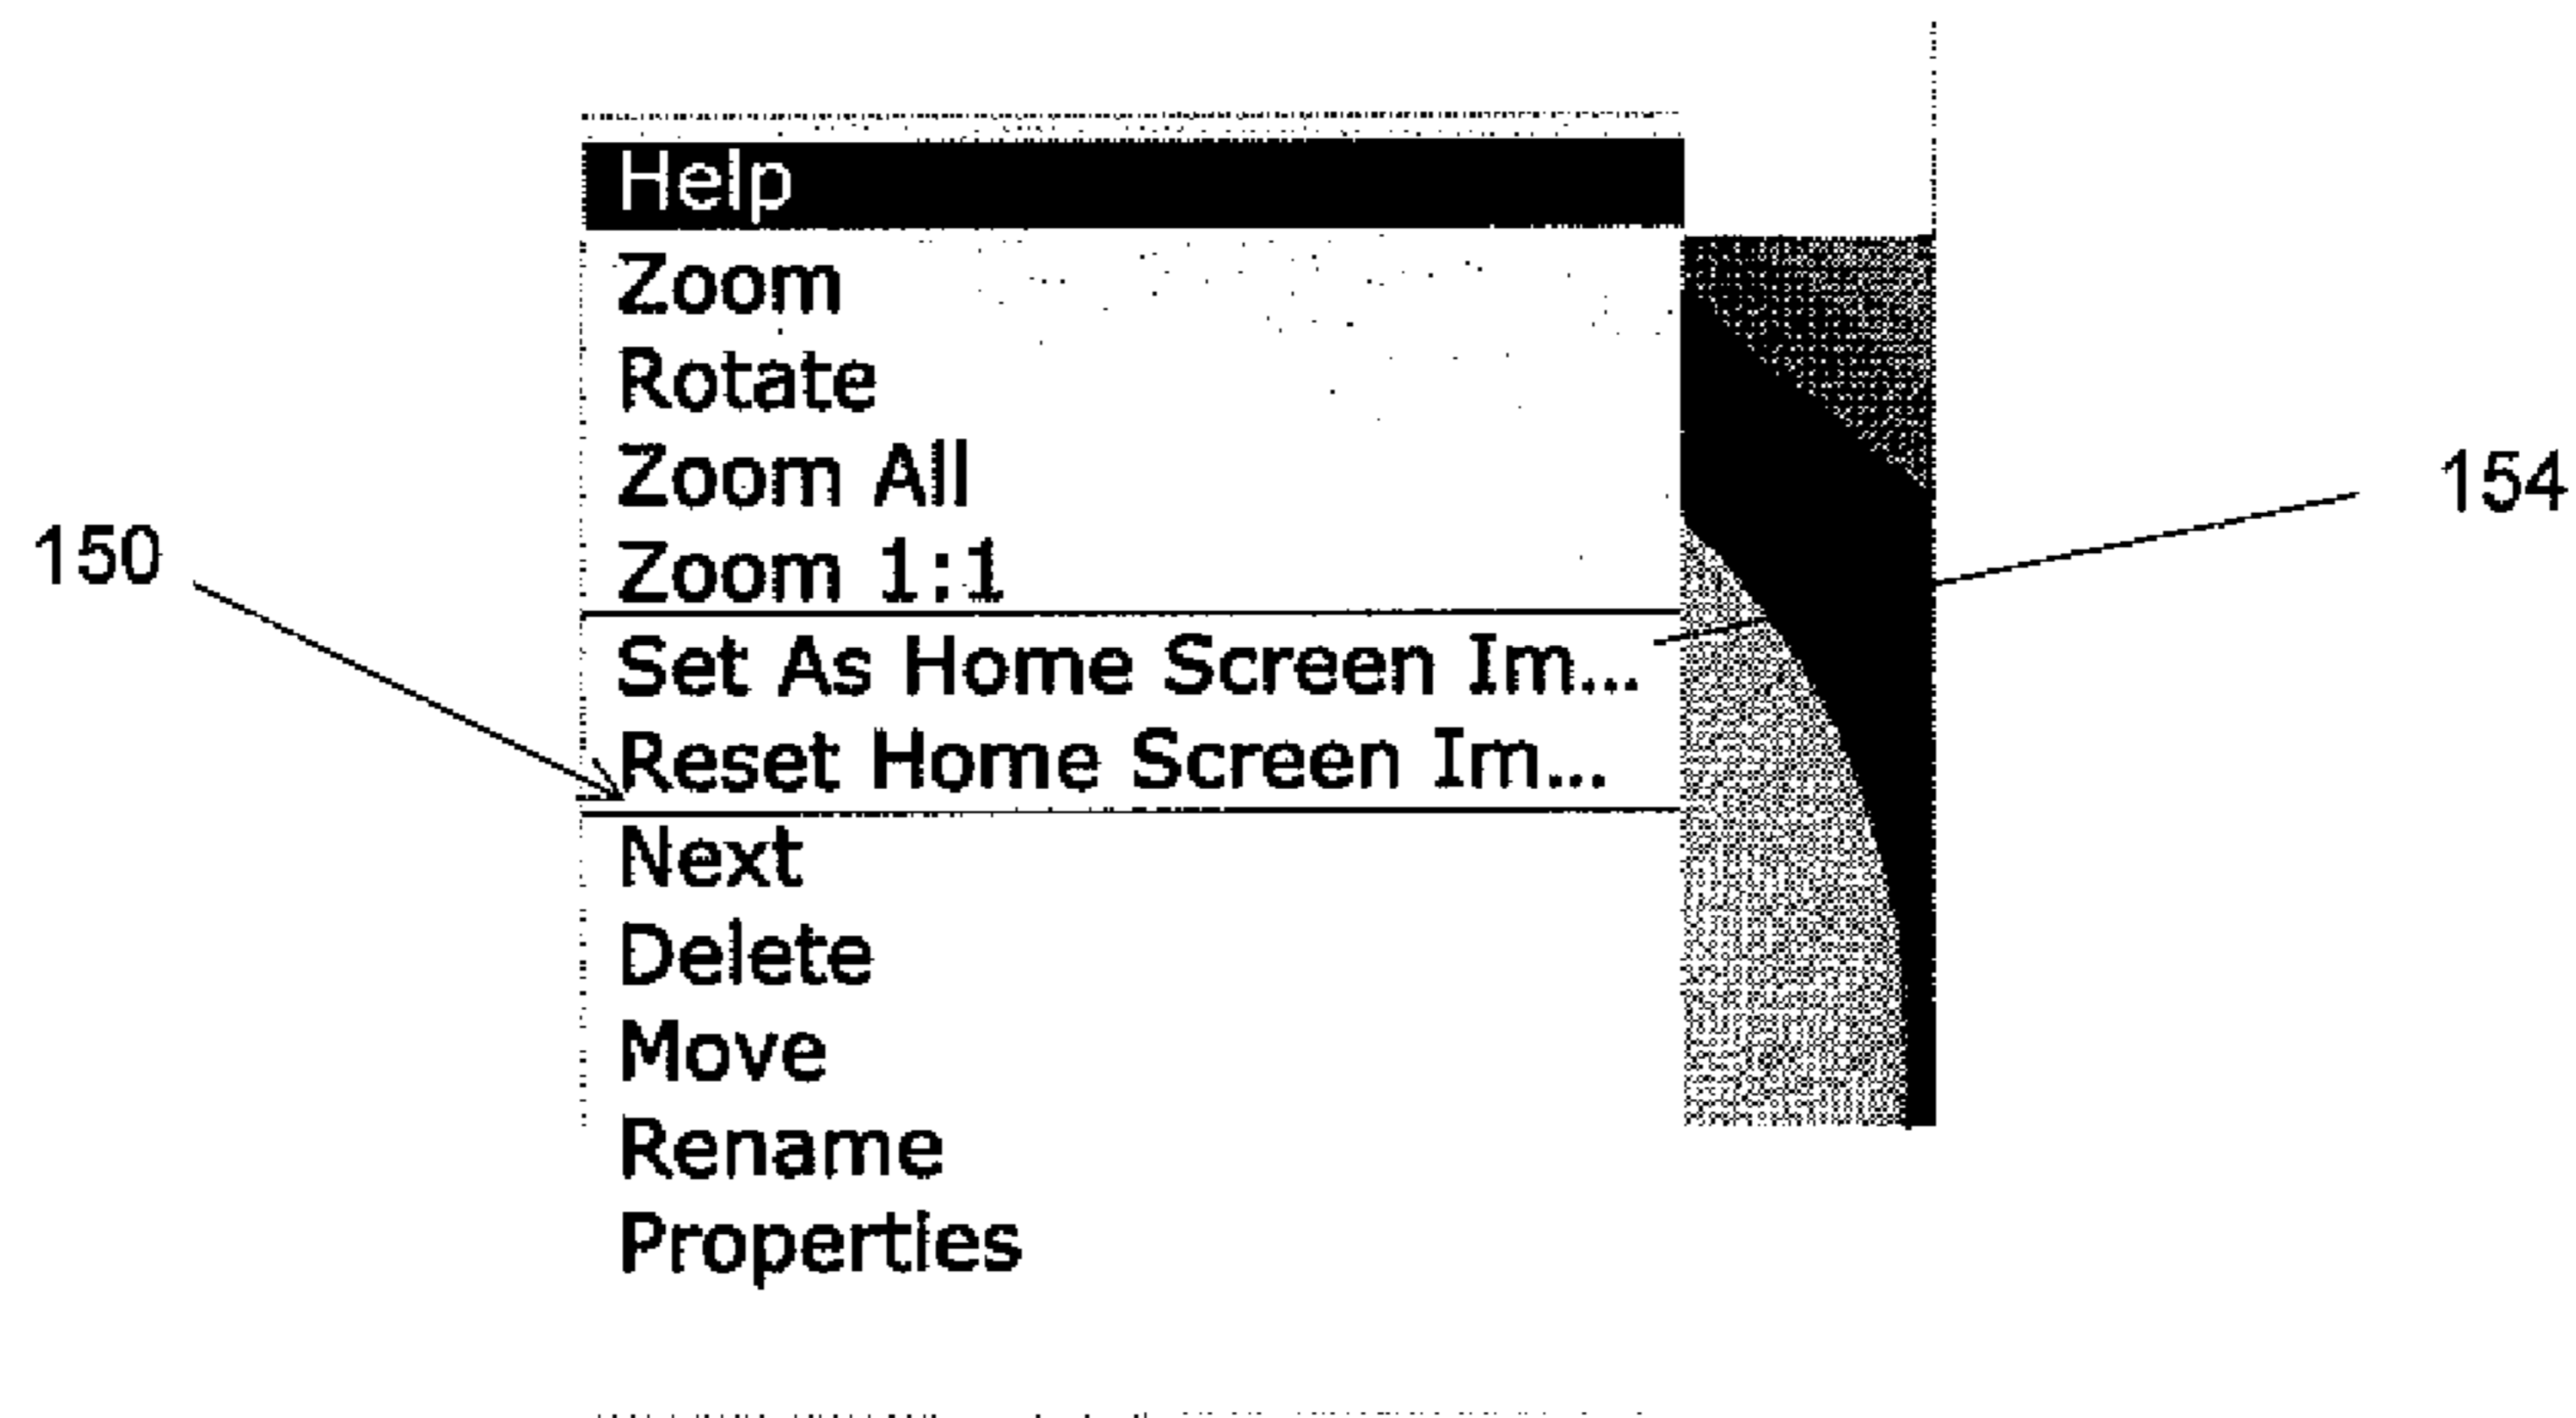 Help
Zoom
Rotate
Zoom All
154
150
Zoom 1:1
Set As Home Screen Im...
Reset Home Screen Im...
Next
Delete
Move
Rename
Properties